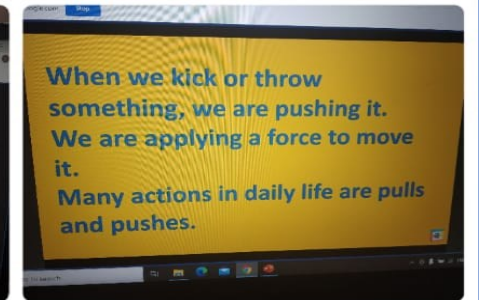 Stop
When we kick or throw
something, we are pushing it.
We are applying a force to move
it.
Many actions in daily life are pulls
and pushes.